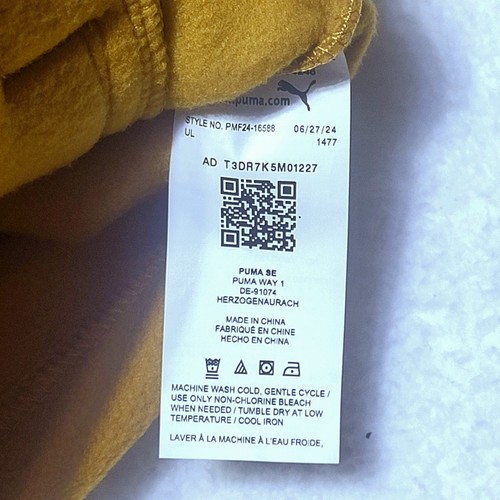 puma.com
STYLE NO. PMF24-16588 06/27/24
UL 1477
AD T3DR7K5M01227
PUMA SE
PUMA WAY 1
DE-91074
HERZOGENAURACH
MADE IN CHINA
FABRIQUÉ EN CHINE
HECHO EN CHINA
MACHINE WASH COLD, GENTLE CYCLE /
USE ONLY NON-CHLORINE BLEACH
WHEN NEEDED / TUMBLE DRY AT LOW
TEMPERATURE / COOL IRON
LAVER À LA MACHINE À L'EAU FROIDE,